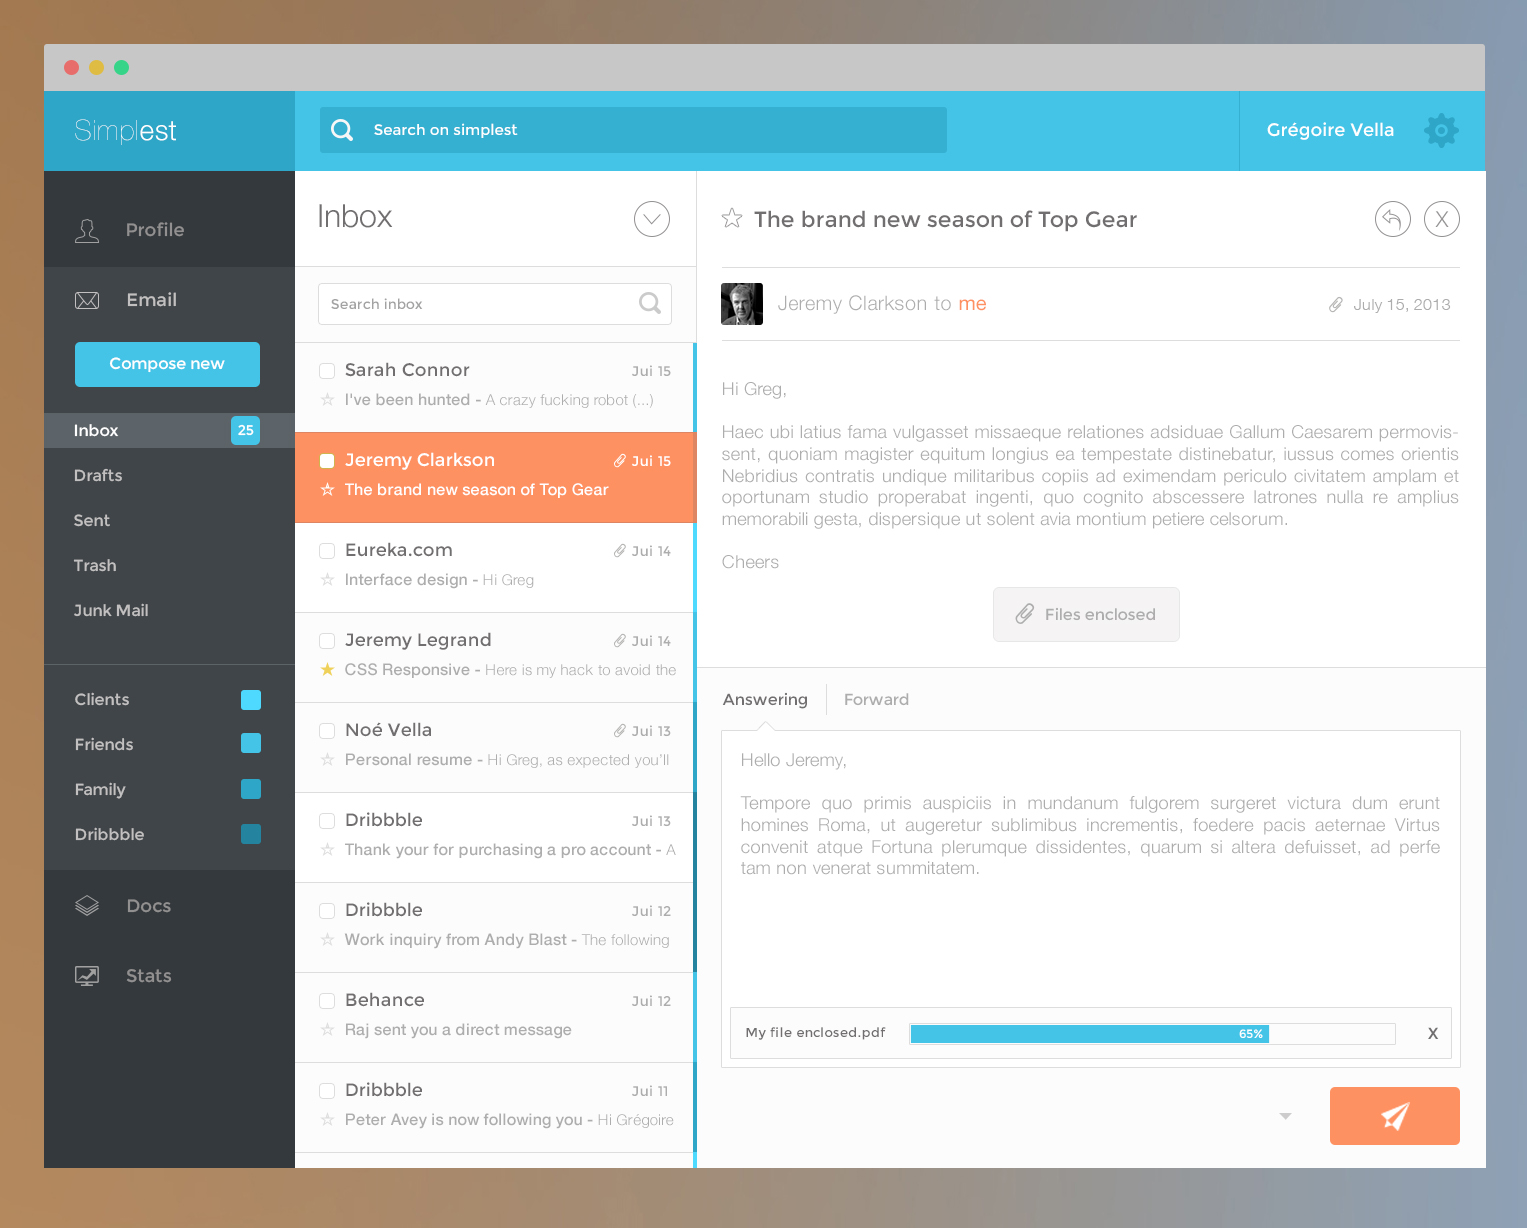 Simplest
Search on simplest
Grégoire Vella
Profile
Email
Compose new
Inbox 25
Drafts
Sent
Trash
Junk Mail
Clients
Friends
Family
Dribbble
Docs
Stats
Inbox
Search inbox
Sarah Connor Jui 15
I've been hunted - A crazy fucking robot (...)
Jeremy Clarkson Jui 15
The brand new season of Top Gear
Eureka.com Jui 14
Interface design - Hi Greg
Jeremy Legrand Jui 14
CSS Responsive - Here is my hack to avoid the
Noé Vella Jui 13
Personal resume - Hi Greg, as expected you'll
Dribbble Jui 13
Thank your for purchasing a pro account - A
Dribbble Jui 12
Work inquiry from Andy Blast - The following
Behance Jui 12
Raj sent you a direct message
Dribbble Jui 11
Peter Avey is now following you - Hi Grégoire
The brand new season of Top Gear X
Jeremy Clarkson to me July 15, 2013
Hi Greg,
Haec ubi latius fama vulgasset missaeque relationes adsiduae Gallum Caesarem permovis-
sent, quoniam magister equitum longius ea tempestate distinebatur, iussus comes orientis
Nebridius contratis undique militaribus copiis ad eximendam periculo civitatem amplam et
oportunam studio properabat ingenti, quo cognito abscessere latrones nulla re amplius
memorabili gesta, dispersique ut solent avia montium petiere celsorum.
Cheers
Files enclosed
Answering Forward
Hello Jeremy,
Tempore quo primis auspiciis in mundanum fulgorem surgeret victura dum erunt
homines Roma, ut augeretur sublimibus incrementis, foedere pacis aeternae Virtus
convenit atque Fortuna plerumque dissidentes, quarum si altera defuisset, ad perfe
tam non venerat summitatem.
My file enclosed.pdf 65% X